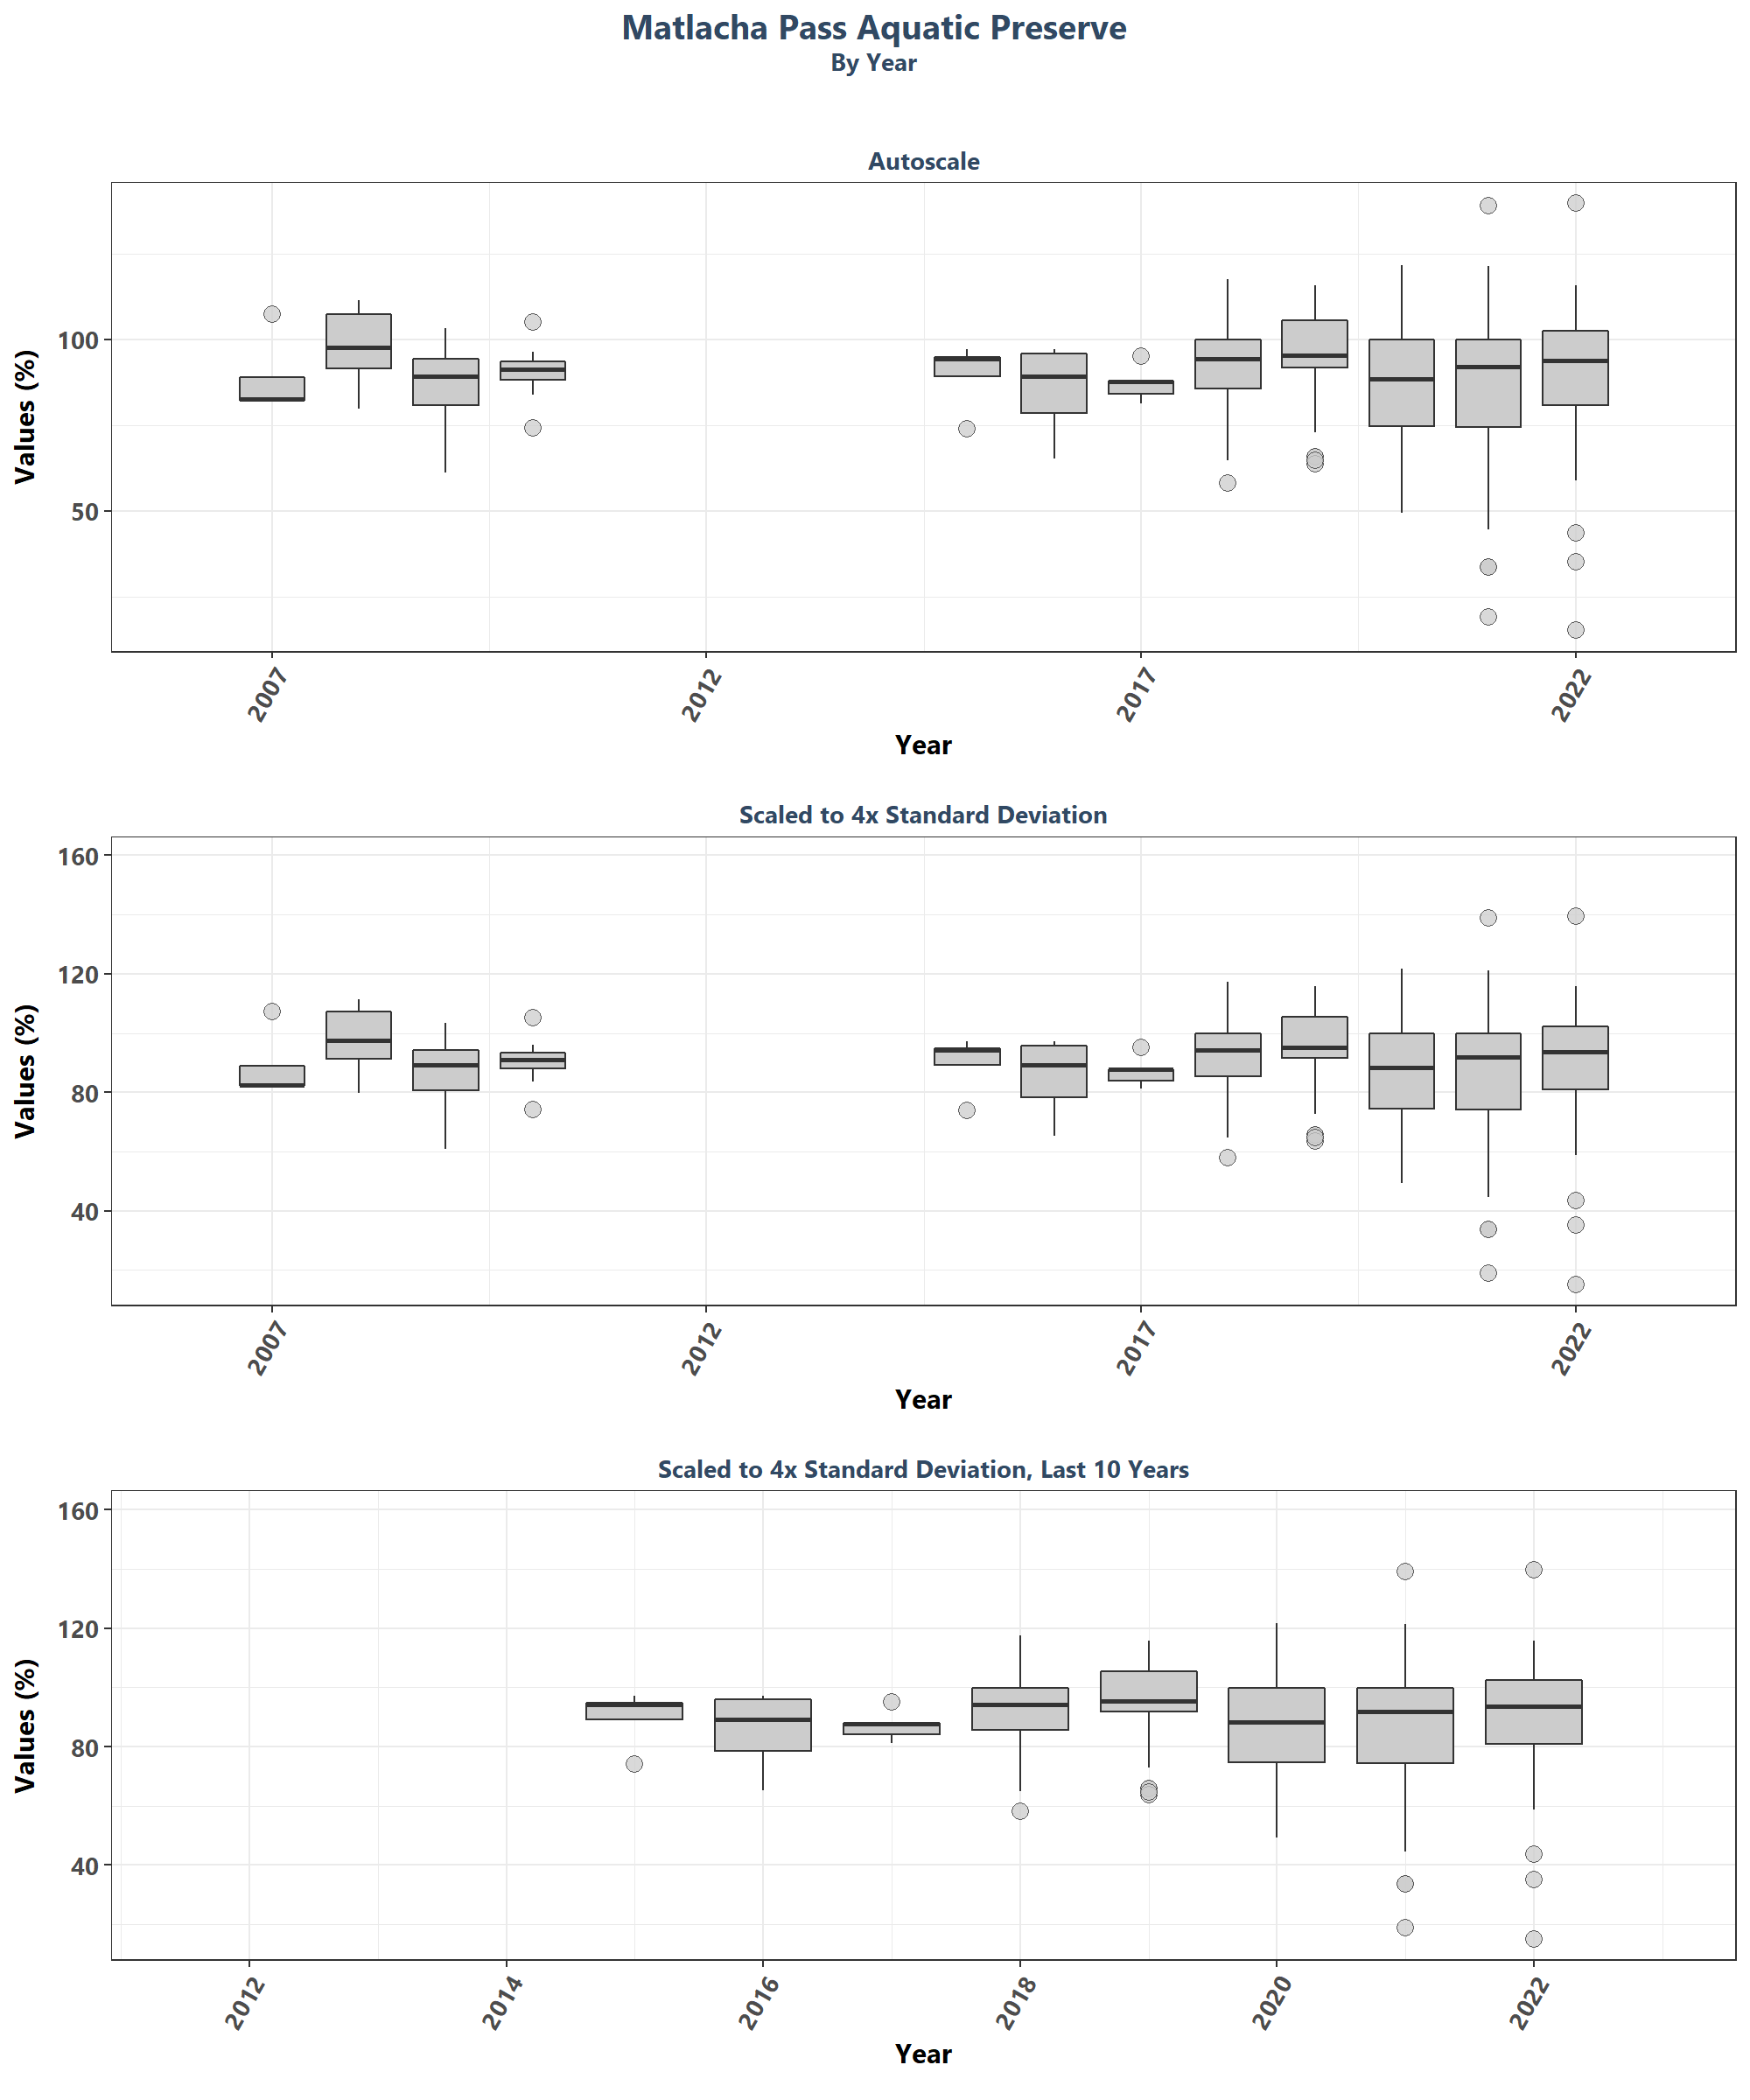 Matlacha Pass Aquatic Preserve
By Year
Autoscale
Values (%)
100
50
2007
2012
2017
2022
Year
Scaled to 4x Standard Deviation
Values (%)
160
120
80
40
2007
2012
2017
2022
Year
Scaled to 4x Standard Deviation, Last 10 Years
Values (%)
160
120
80
40
2012
2014
2016
2018
2020
2022
Year